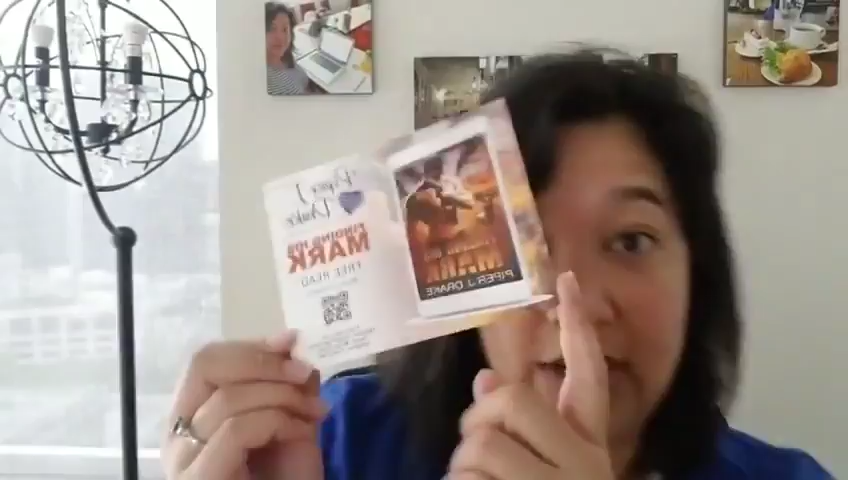 Piper J.
Drake
FINDING HIS
MARK
FREE READ
FINDING HIS
MARK
PIPER J. DRAKE